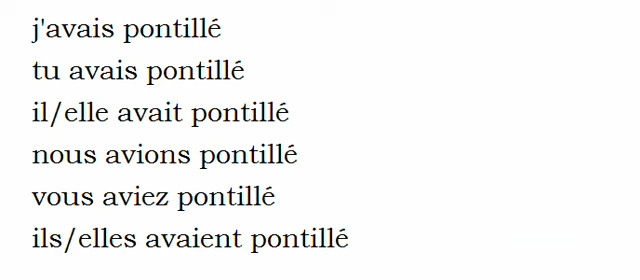 j'avais pontillé
tu avais pontillé
il/elle avait pontillé
nous avions pontillé
vous aviez pontillé
ils/elles avaient pontillé